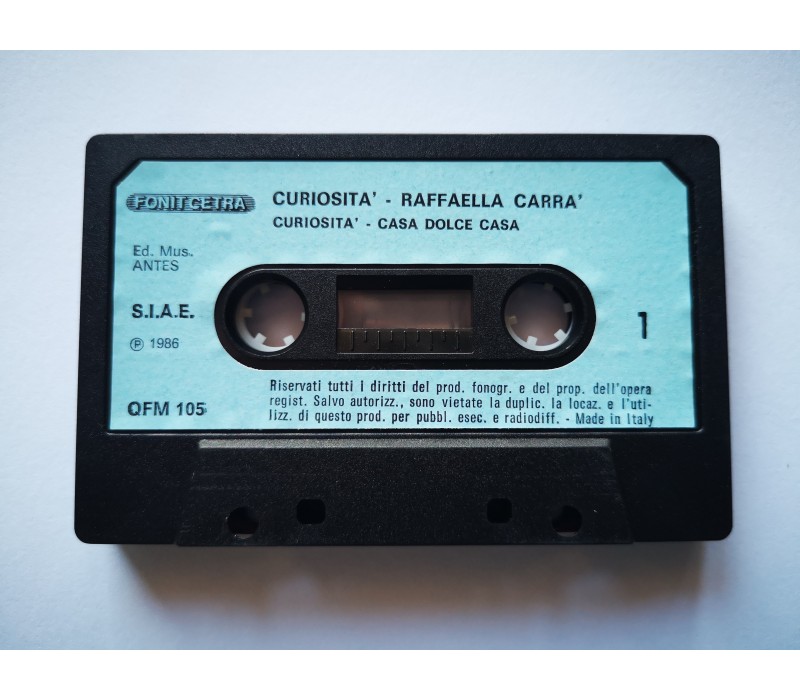 FONIT CETRA
CURIOSITA' - RAFFAELLA CARRA'
CURIOSITA' - CASA DOLCE CASA
Ed. Mus.
ANTES
S.I.A.E.
℗ 1986
1
QFM 105
Riservati tutti i diritti del prod. fonogr. e del prop. dell'opera
regist. Salvo autorizz., sono vietate la duplic. la locaz. e l'uti-
lizz. di questo prod. per pubbl. esec. e radiodiff. - Made in Italy